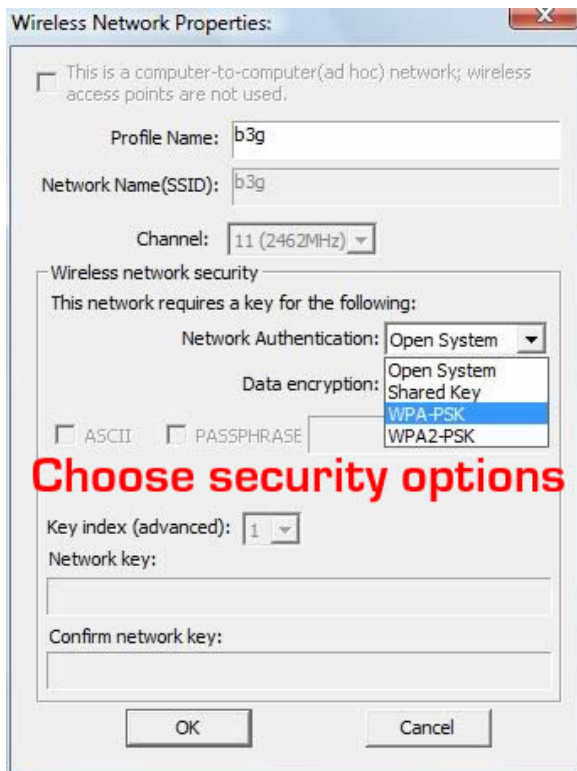 Wireless Network Properties:
This is a computer-to-computer(ad hoc) network; wireless
access points are not used.
Profile Name: b3g
Network Name(SSID): b3g
Channel: 11 (2462MHz)
Wireless network security
This network requires a key for the following:
Network Authentication: Open System
Open System
Data encryption:
Shared Key
WPA-PSK
ASCII PASSPHRASE
WPA2-PSK
Choose security options
Key index (advanced): 1
Network key:
Confirm network key:
OK Cancel